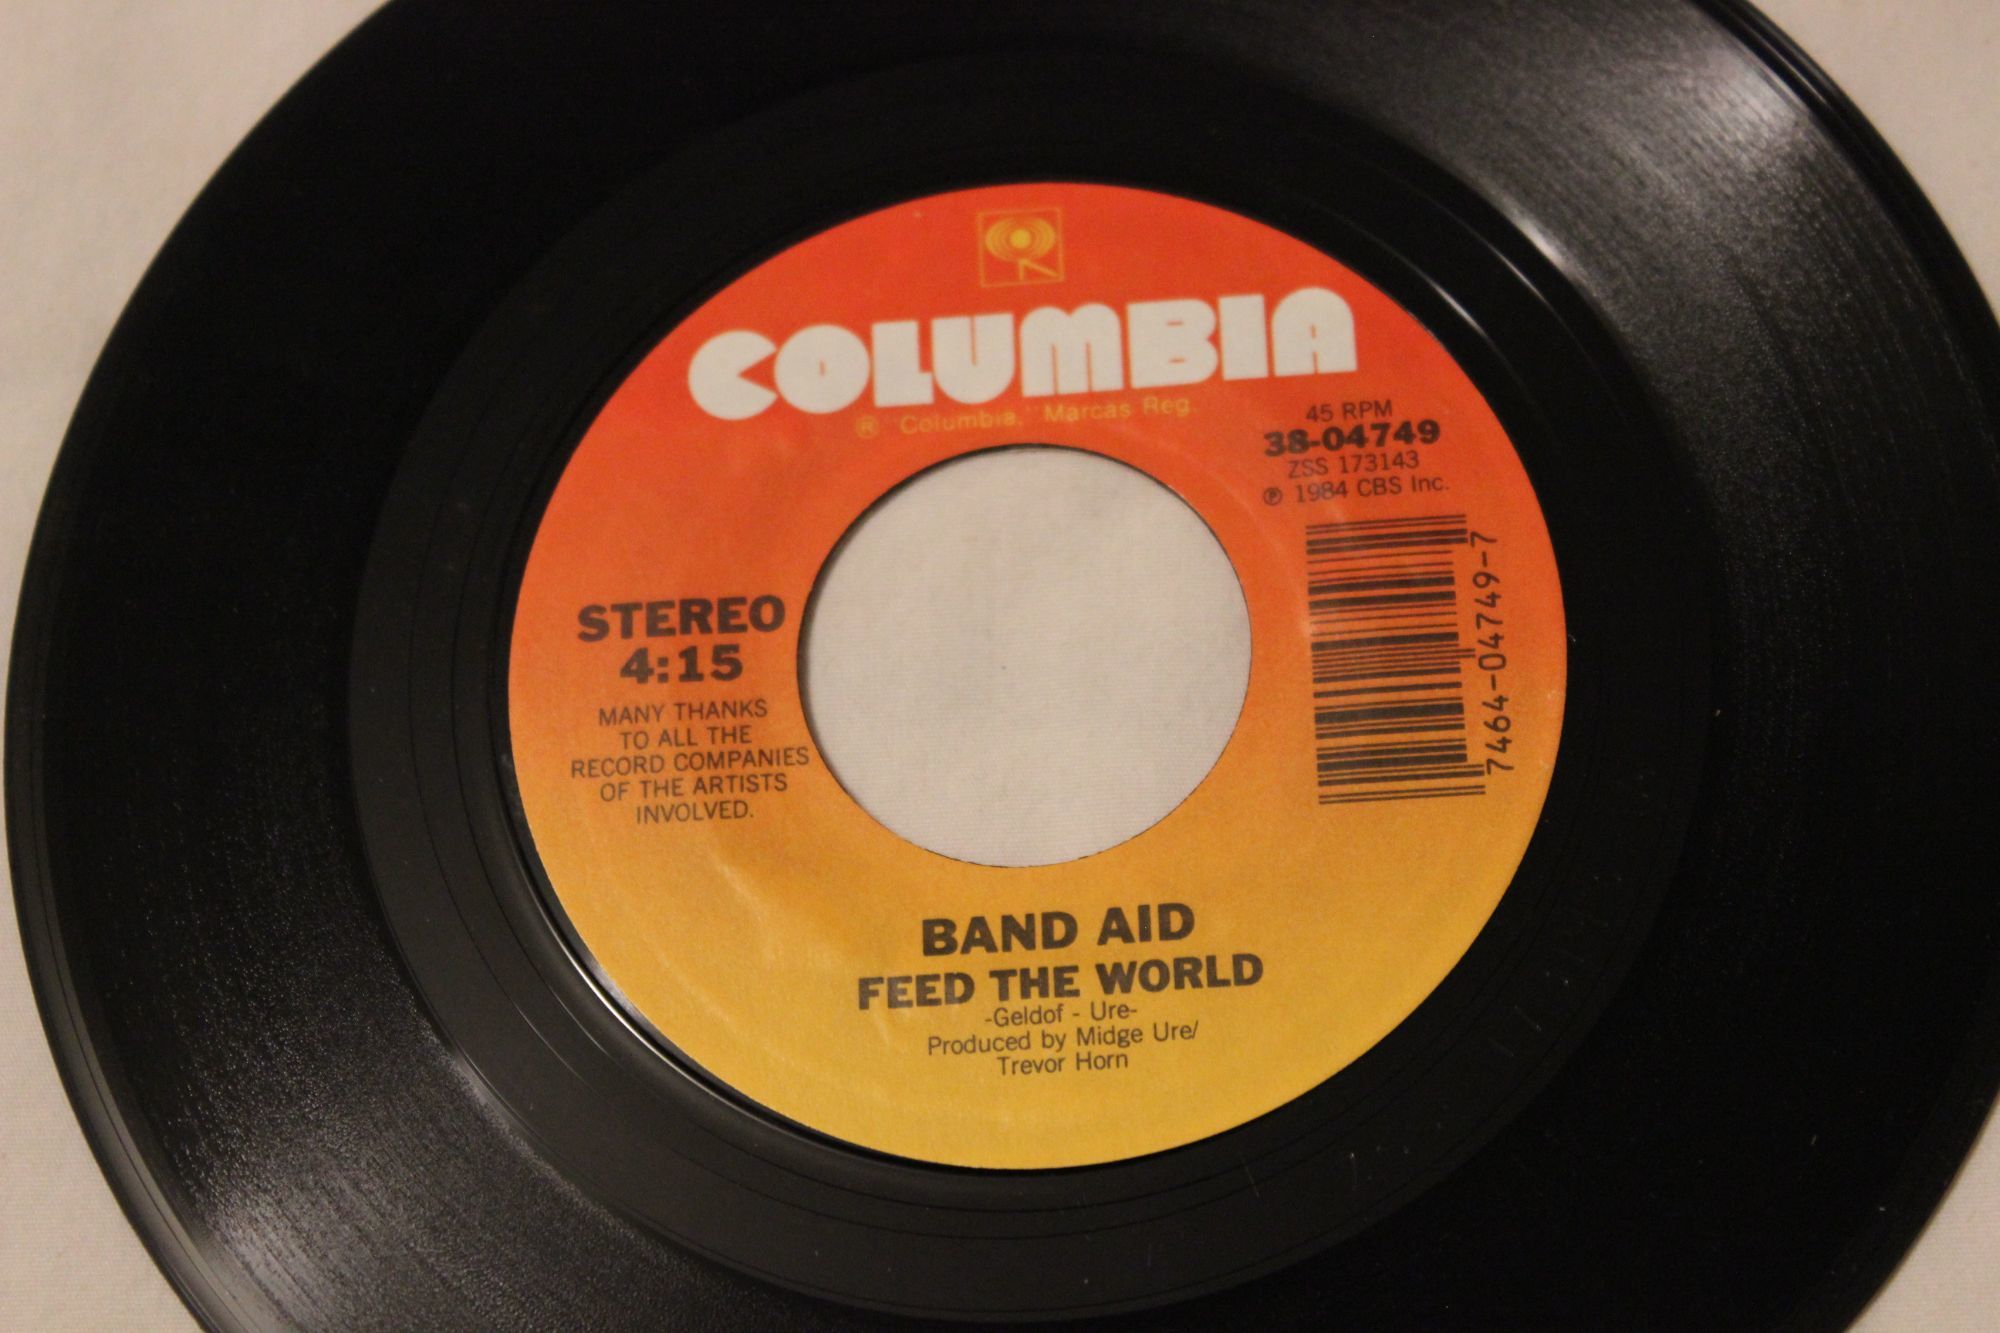 COLUMBIA
® "Columbia," Marcas Reg.
45 RPM
38-04749
ZSS 173143
℗ 1984 CBS Inc.
7464-04749-7
STEREO
4:15
MANY THANKS
TO ALL THE
RECORD COMPANIES
OF THE ARTISTS
INVOLVED.
BAND AID
FEED THE WORLD
-Geldof - Ure-
Produced by Midge Ure/
Trevor Horn